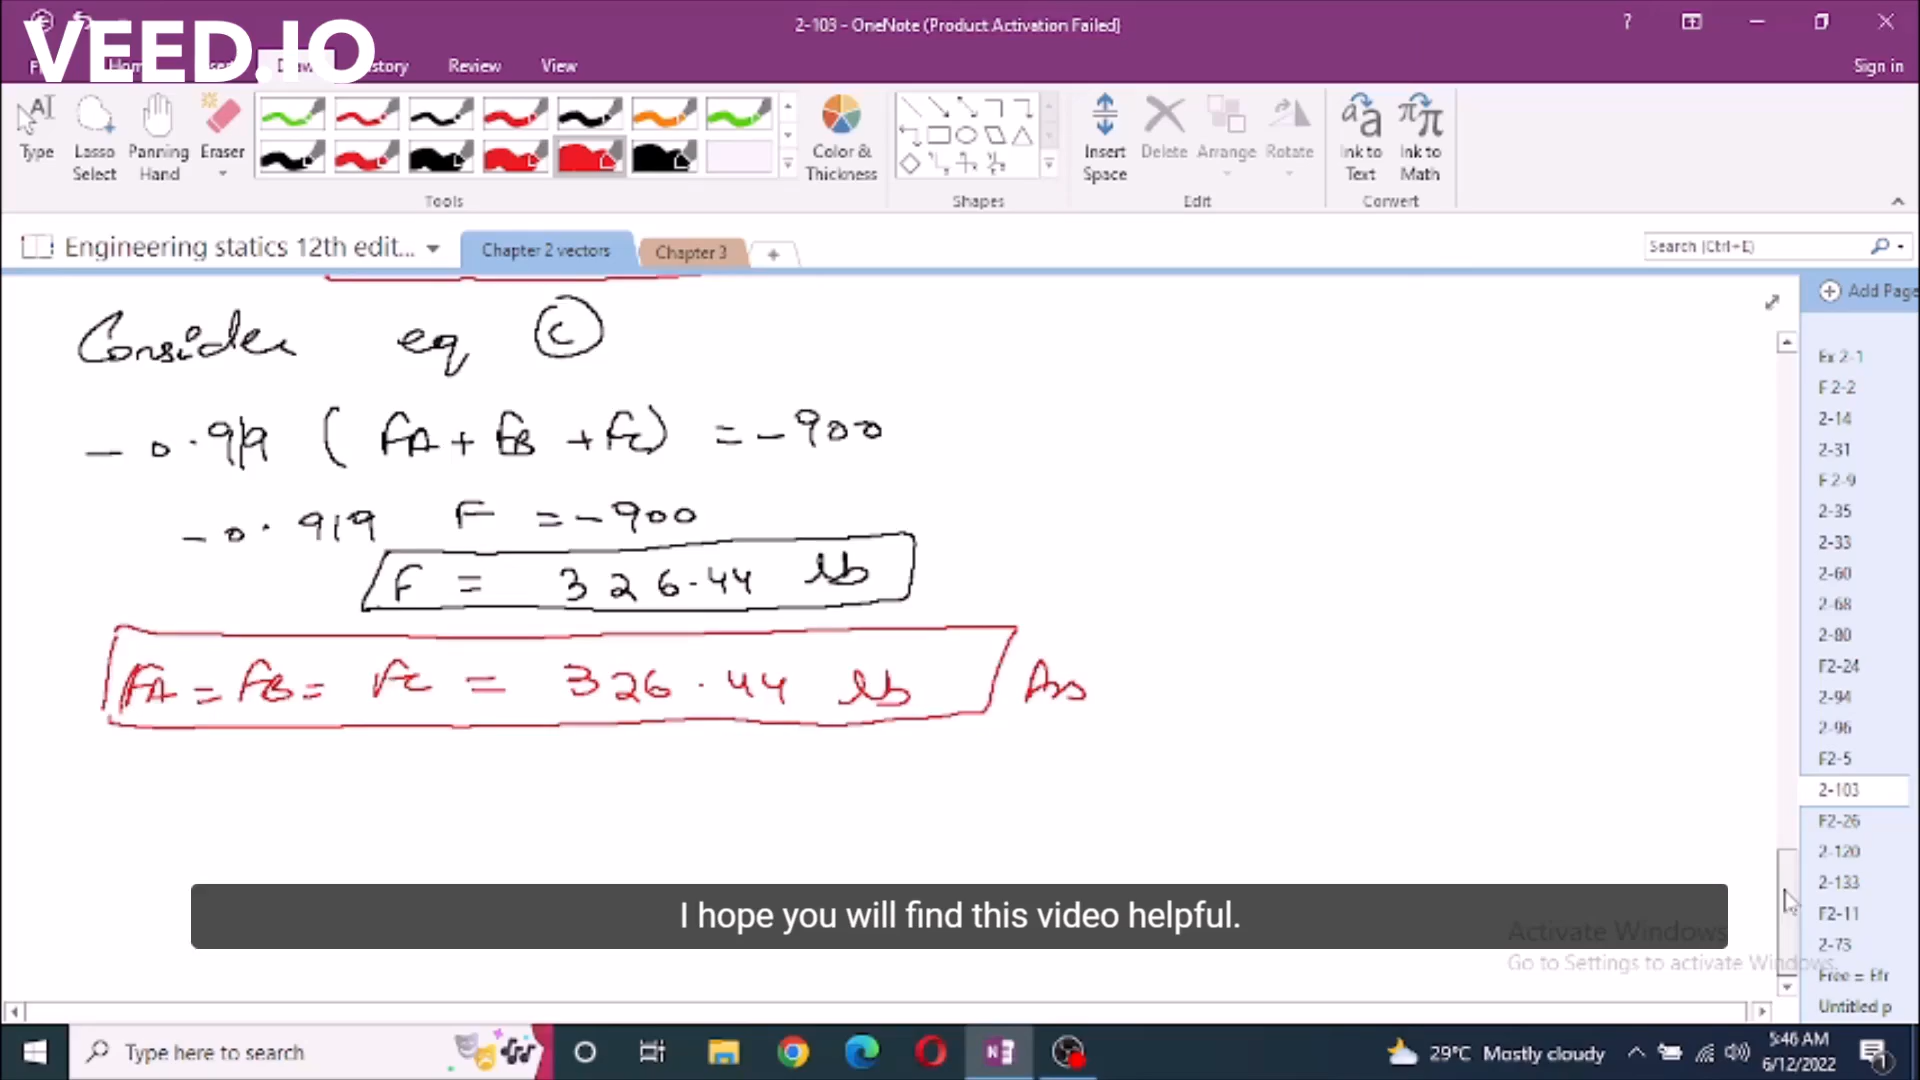 VEED.IO
2-103 - OneNote (Product Activation Failed)
?
Review
View
Sign in
Type
Lasso Select
Panning Hand
Eraser
Color & Thickness
Insert Space
Delete
Arrange
Rotate
Ink to Text
Ink to Math
Tools
Shapes
Edit
Convert
Engineering statics 12th edit...
Chapter 2 vectors
Chapter 3
Search (Ctrl+E)
Add Page
Consider eq C
- 0.919 ( FA + FB + FC ) = - 900
- 0.919 F = - 900
F = 326.44 lb
FA = FB = FC = 326.44 lb Ans
Ex 2-1
F 2-2
2-14
2-31
F 2-9
2-35
2-33
2-60
2-68
2-80
F2-24
2-94
2-96
F2-5
2-103
F2-26
2-120
2-133
F2-11
2-73
Free = Efr
Untitled p
I hope you will find this video helpful.
Activate Windows
Go to Settings to activate Windows.
Type here to search
29°C Mostly cloudy
5:46 AM
6/12/2022